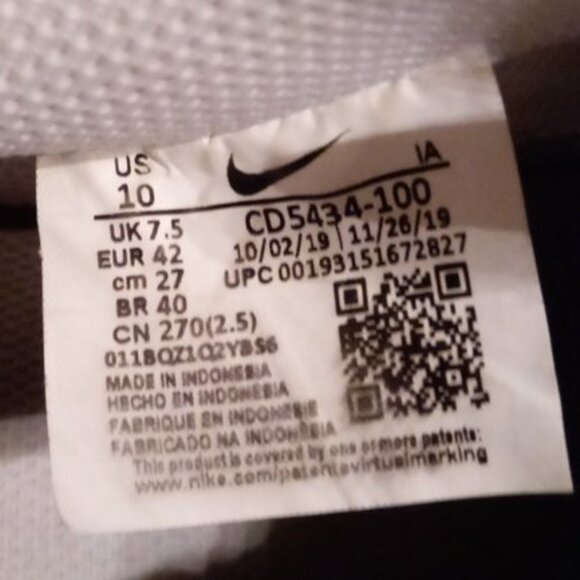 US
10
IA
UK 7.5
EUR 42
cm 27
BR 40
CN 270(2.5)
CD5434-100
10/02/19 | 11/26/19
UPC 00193151672827
011BQZ1Q2YBS6
MADE IN INDONESIA
HECHO EN INDONESIA
FABRIQUE EN INDONESIE
FABRICADO NA INDONESIA
This product is covered by one or more patents:
www.nike.com/patentsvirtualmarking